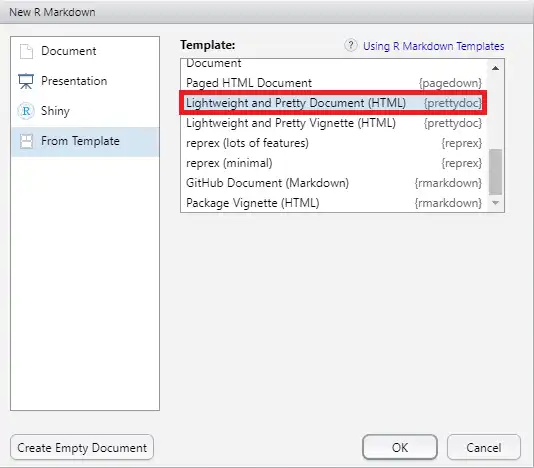 New R Markdown
Document
Presentation
Shiny
From Template
Template:
? Using R Markdown Templates
Document
Paged HTML Document {pagedown}
Lightweight and Pretty Document (HTML) {prettydoc}
Lightweight and Pretty Vignette (HTML) {prettydoc}
reprex (lots of features) {reprex}
reprex (minimal) {reprex}
GitHub Document (Markdown) {rmarkdown}
Package Vignette (HTML) {rmarkdown}
Create Empty Document
OK
Cancel